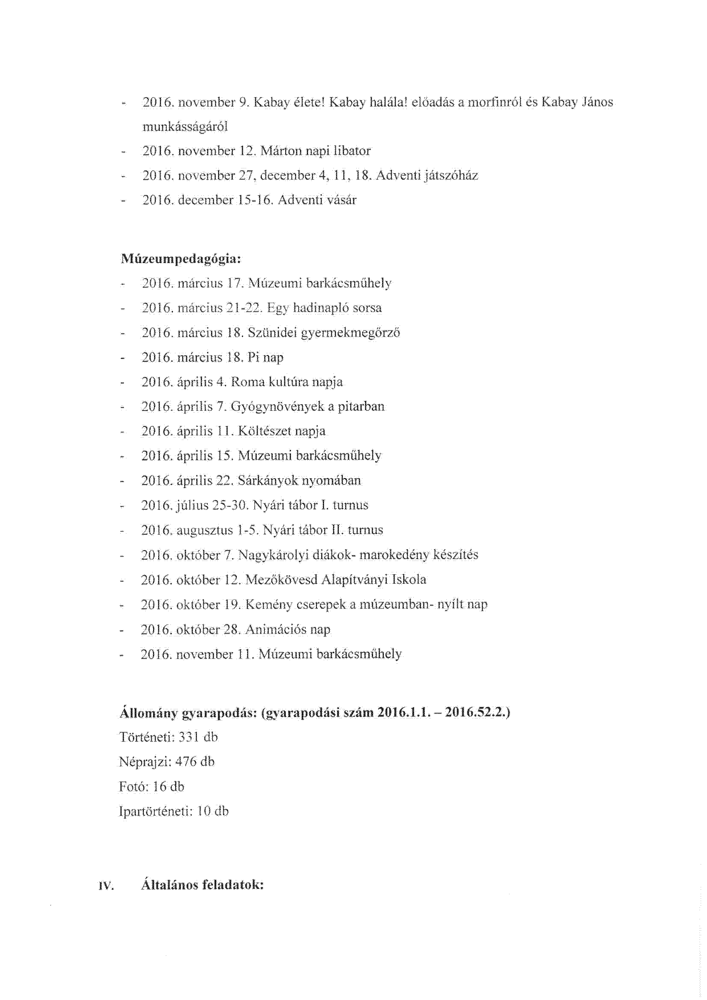 - 2016. november 9. Kabay élete! Kabay halála! előadás a morfinról és Kabay János
munkásságáról
- 2016. november 12. Márton napi libator
- 2016. november 27, december 4, 11, 18. Adventi játszóház
- 2016. december 15-16. Adventi vásár
Múzeumpedagógia:
- 2016. március 17. Múzeumi barkácsműhely
- 2016. március 21-22. Egy hadinapló sorsa
- 2016. március 18. Szünidei gyermekmegőrző
- 2016. március 18. Pi nap
- 2016. április 4. Roma kultúra napja
- 2016. április 7. Gyógynövények a pitarban
- 2016. április 11. Költészet napja
- 2016. április 15. Múzeumi barkácsműhely
- 2016. április 22. Sárkányok nyomában
- 2016. július 25-30. Nyári tábor I. turnus
- 2016. augusztus 1-5. Nyári tábor II. turnus
- 2016. október 7. Nagykárolyi diákok- marokedény készítés
- 2016. október 12. Mezőkövesd Alapítványi Iskola
- 2016. október 19. Kemény cserepek a múzeumban- nyílt nap
- 2016. október 28. Animációs nap
- 2016. november 11. Múzeumi barkácsműhely
Állomány gyarapodás: (gyarapodási szám 2016.1.1. – 2016.52.2.)
Történeti: 331 db
Néprajzi: 476 db
Fotó: 16 db
Ipartörténeti: 10 db
IV. Általános feladatok: